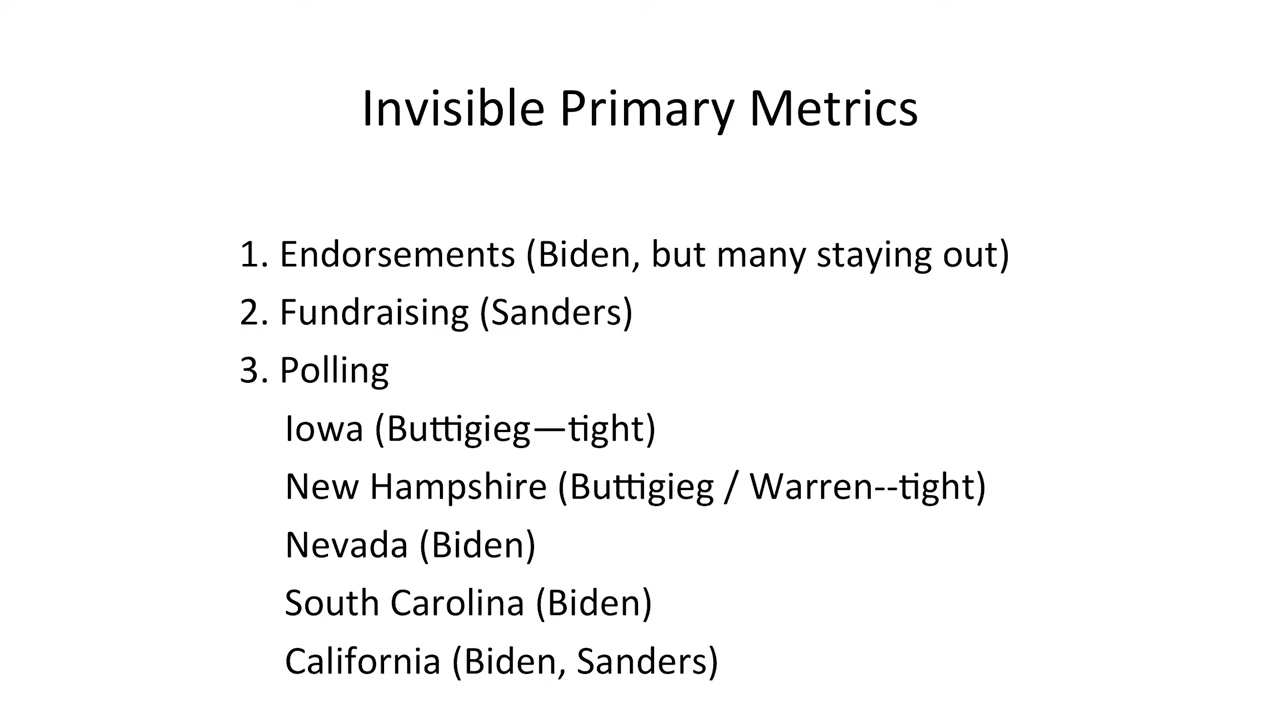 Invisible Primary Metrics
1. Endorsements (Biden, but many staying out)
2. Fundraising (Sanders)
3. Polling
Iowa (Buttigieg—tight)
New Hampshire (Buttigieg / Warren--tight)
Nevada (Biden)
South Carolina (Biden)
California (Biden, Sanders)